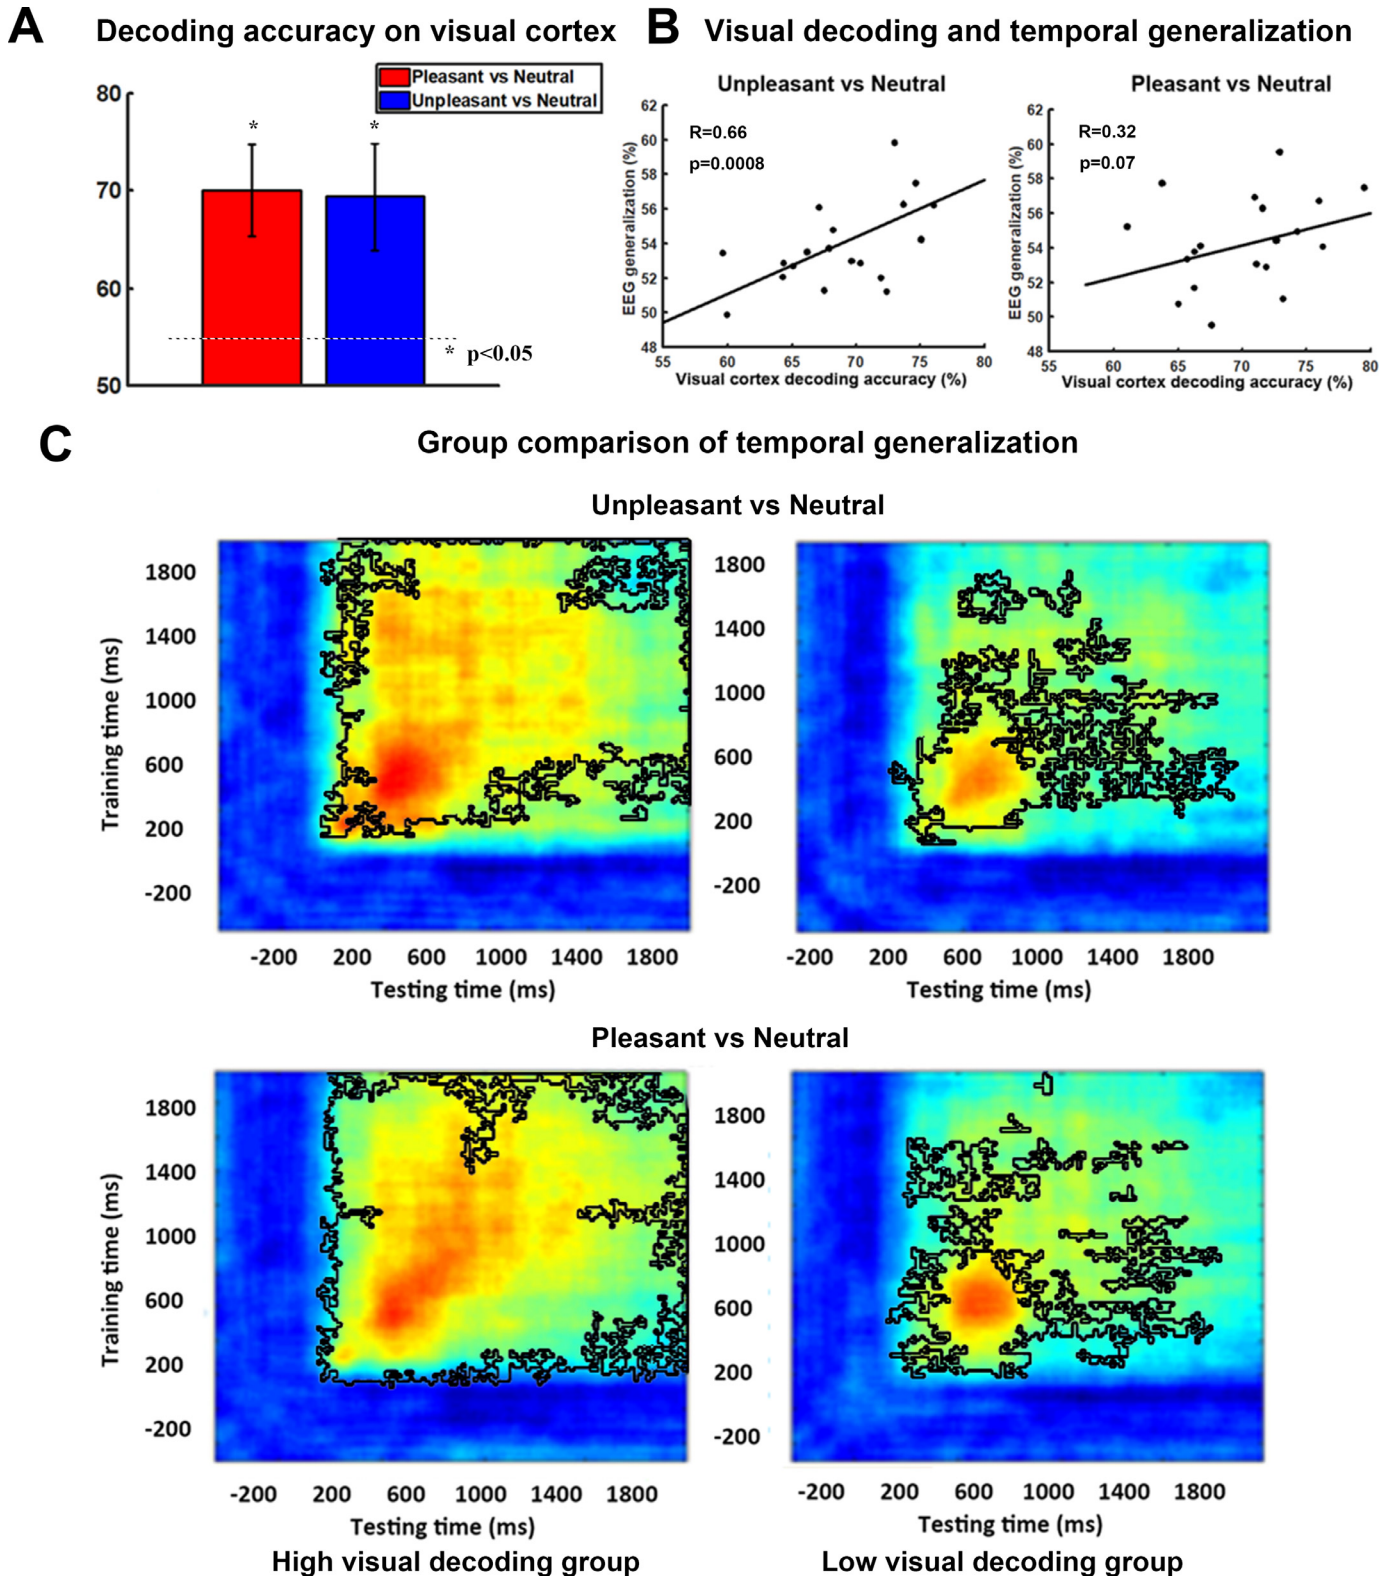 A Decoding accuracy on visual cortex
Pleasant vs Neutral
Unpleasant vs Neutral
80
70
60
50
*
*
* p<0.05
B Visual decoding and temporal generalization
Unpleasant vs Neutral
R=0.66
p=0.0008
EEG generalization (%)
62
60
58
56
54
52
50
48
55 60 65 70 75 80
Visual cortex decoding accuracy (%)
Pleasant vs Neutral
R=0.32
p=0.07
EEG generalization (%)
62
60
58
56
54
52
50
48
55 60 65 70 75 80
Visual cortex decoding accuracy (%)
C Group comparison of temporal generalization
Unpleasant vs Neutral
Training time (ms)
1800
1400
1000
600
200
-200
-200 200 600 1000 1400 1800
Testing time (ms)
1800
1400
1000
600
200
-200
-200 200 600 1000 1400 1800
Testing time (ms)
Pleasant vs Neutral
Training time (ms)
1800
1400
1000
600
200
-200
-200 200 600 1000 1400 1800
Testing time (ms)
High visual decoding group
1800
1400
1000
600
200
-200
-200 200 600 1000 1400 1800
Testing time (ms)
Low visual decoding group